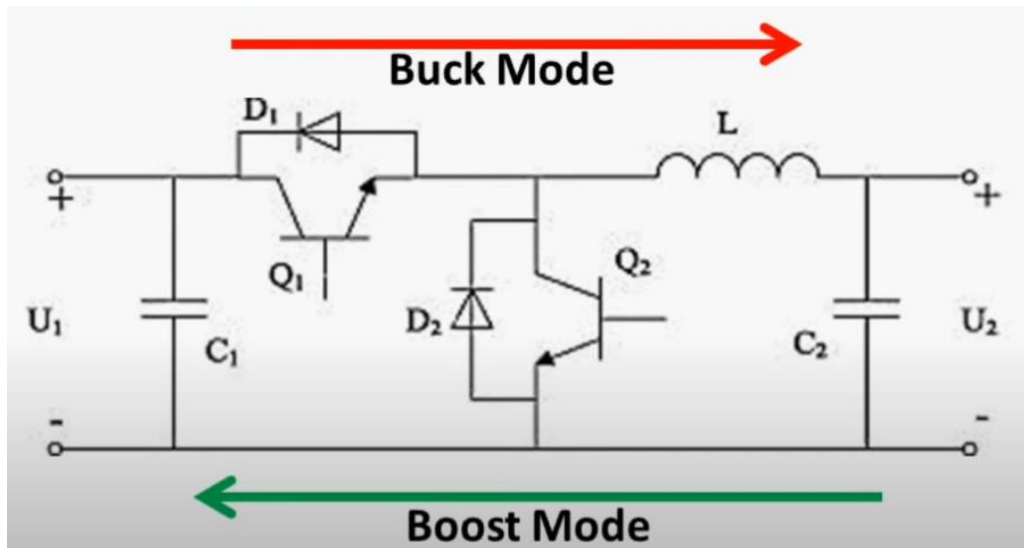 Buck Mode
D₁
L
+
+
Q₁
Q₂
U₁
C₁
D₂
C₂
U₂
-
-
Boost Mode